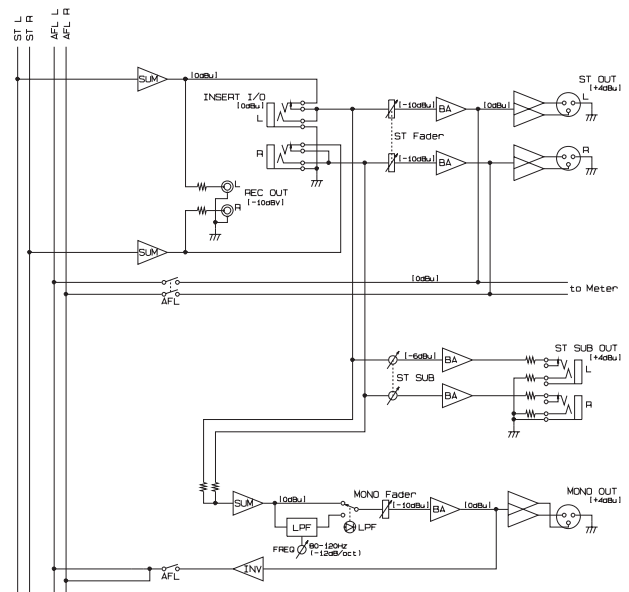 ST L
ST R
AFL L
AFL R
SUM
[0dBu]
INSERT I/O
[0dBu]
L
R
[-10dBu]
BA
[0dBu]
ST OUT
[+4dBu]
L
ST Fader
[-10dBu]
BA
R
L
REC OUT
[-10dBV]
R
SUM
AFL
[0dBu]
to Meter
[-6dBu]
BA
ST SUB
BA
ST SUB OUT
[+4dBu]
L
R
SUM
[0dBu]
LPF
FREQ
80-120Hz
[-12dB/oct]
LPF
MONO Fader
[-10dBu]
BA
[0dBu]
MONO OUT
[+4dBu]
AFL
INV